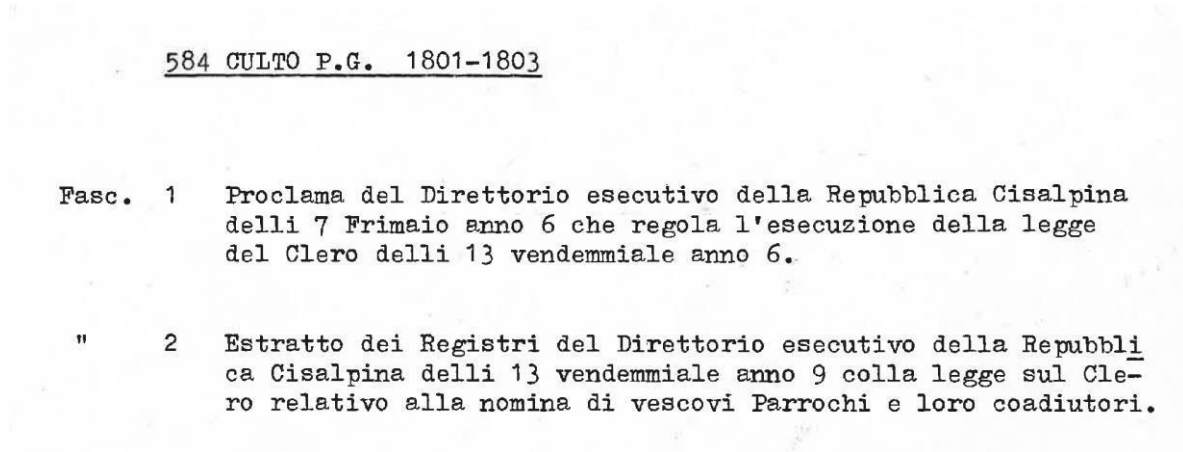 584 CULTO P.G. 1801-1803
Fasc. 1 Proclama del Direttorio esecutivo della Repubblica Cisalpina
delli 7 Frimaio anno 6 che regola l'esecuzione della legge
del Clero delli 13 vendemmiale anno 6.
" 2 Estratto dei Registri del Direttorio esecutivo della Repubbli
ca Cisalpina delli 13 vendemmiale anno 9 colla legge sul Cle-
ro relativo alla nomina di vescovi Parrochi e loro coadiutori.